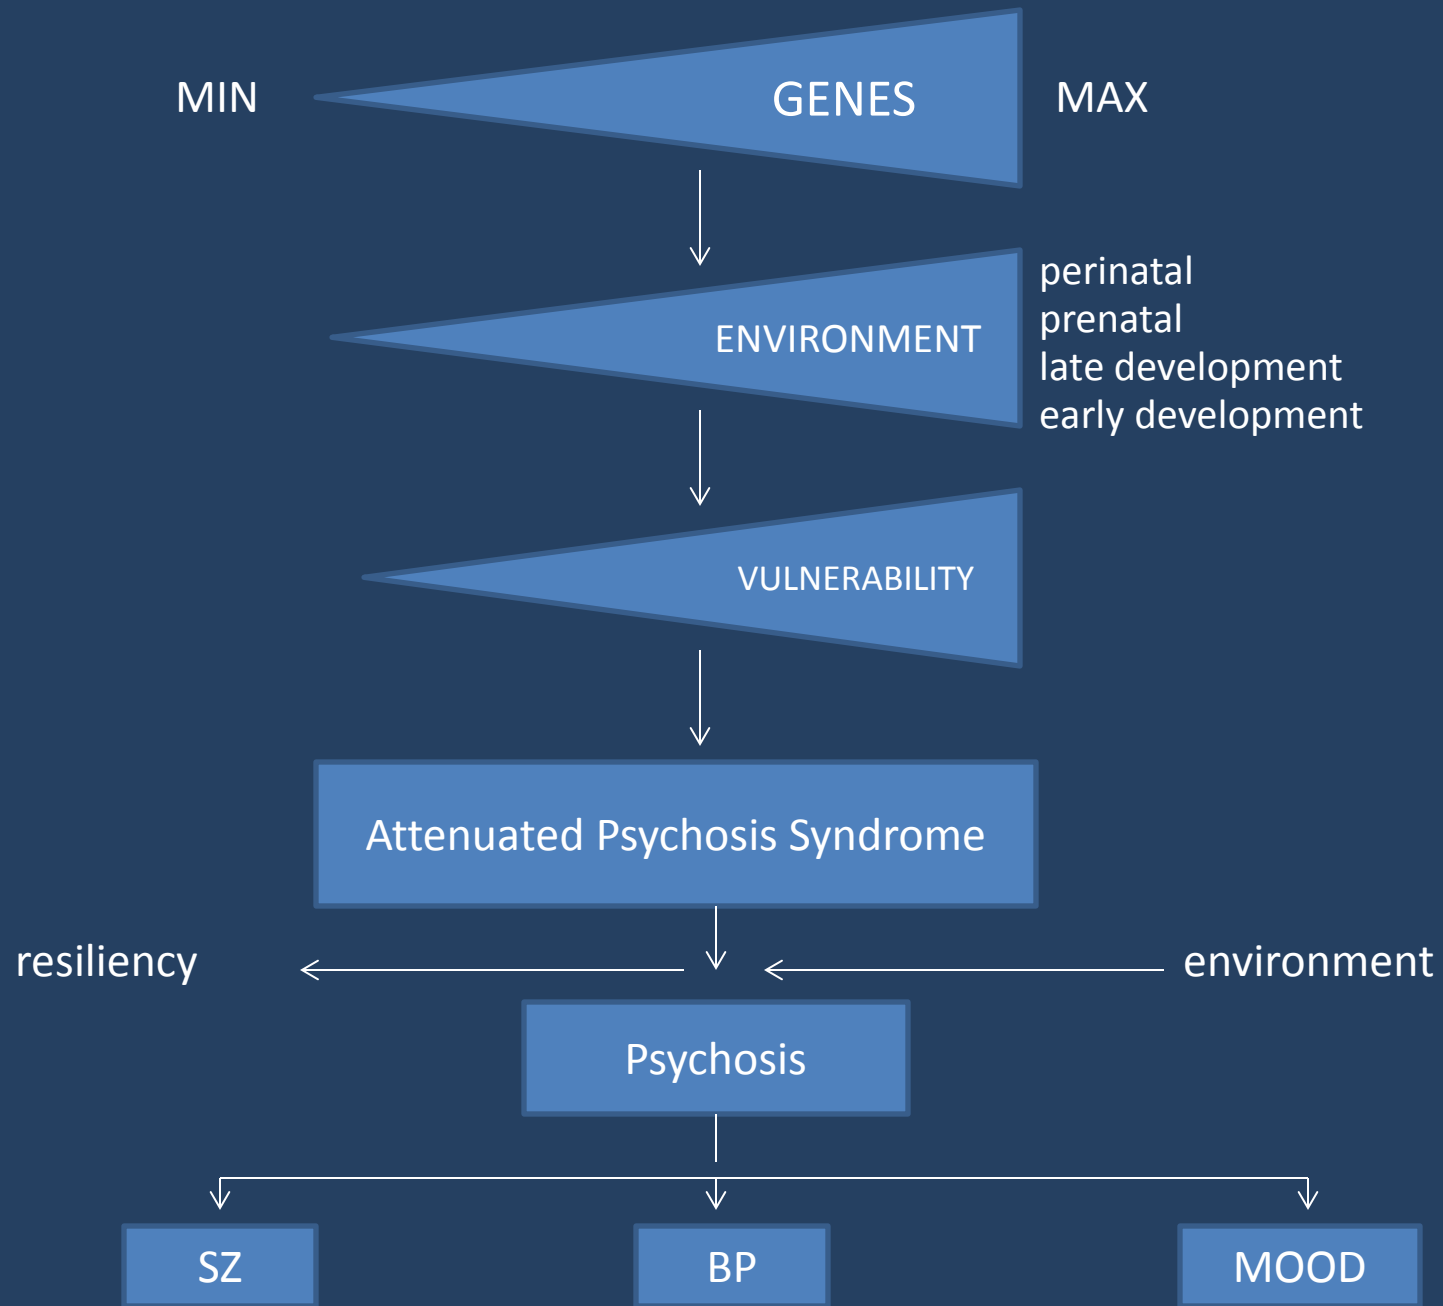 MIN
GENES
MAX
ENVIRONMENT
perinatal
prenatal
late development
early development
VULNERABILITY
Attenuated Psychosis Syndrome
resiliency
environment
Psychosis
SZ
BP
MOOD